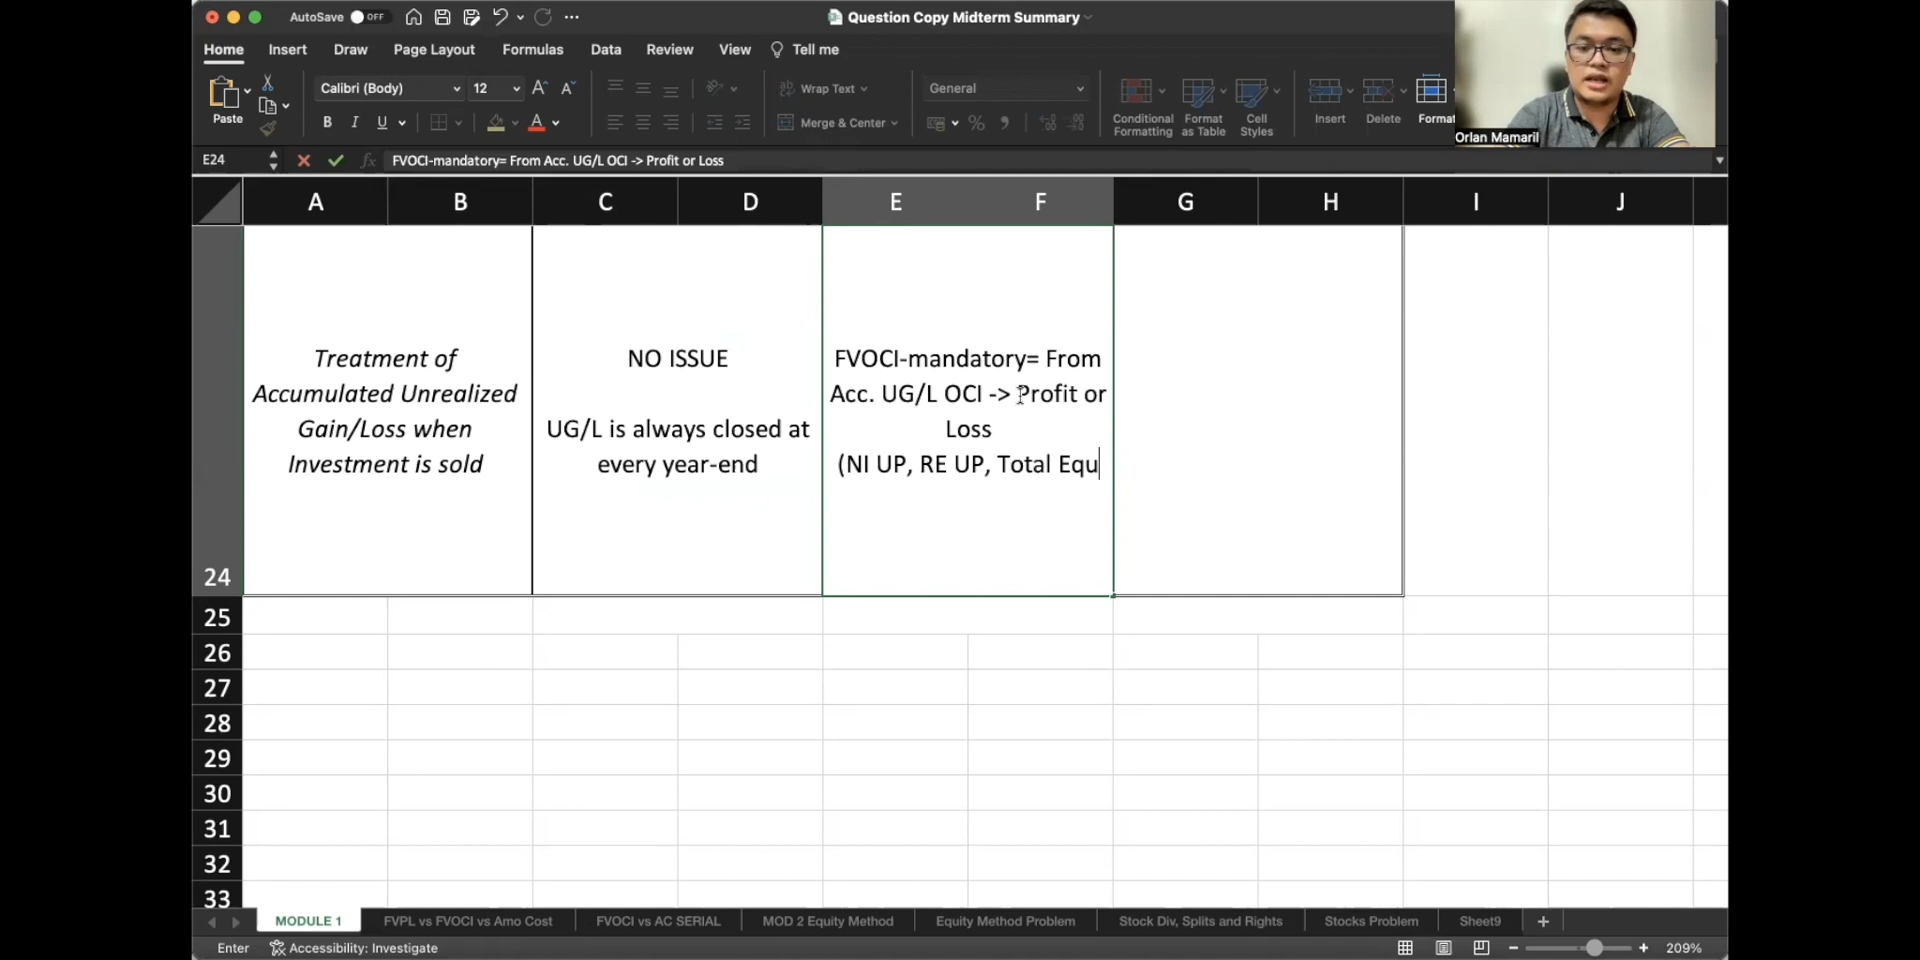 AutoSave OFF
Question Copy Midterm Summary
Home Insert Draw Page Layout Formulas Data Review View Tell me
Paste
Calibri (Body) 12
B I U
Wrap Text
Merge & Center
General
Conditional
Formatting
Format
as Table
Cell
Styles
Insert
Delete
Format
Orlan Mamaril
E24
fx
FVOCI-mandatory= From Acc. UG/L OCI -> Profit or Loss
A B C D E F G H I J
Treatment of
Accumulated Unrealized
Gain/Loss when
Investment is sold
NO ISSUE
UG/L is always closed at
every year-end
FVOCI-mandatory= From
Acc. UG/L OCI -> Profit or
Loss
(NI UP, RE UP, Total Equ
24
25
26
27
28
29
30
31
32
33
MODULE 1 FVPL vs FVOCI vs Amo Cost FVOCI vs AC SERIAL MOD 2 Equity Method Equity Method Problem Stock Div, Splits and Rights Stocks Problem Sheet9
Enter Accessibility: Investigate 209%